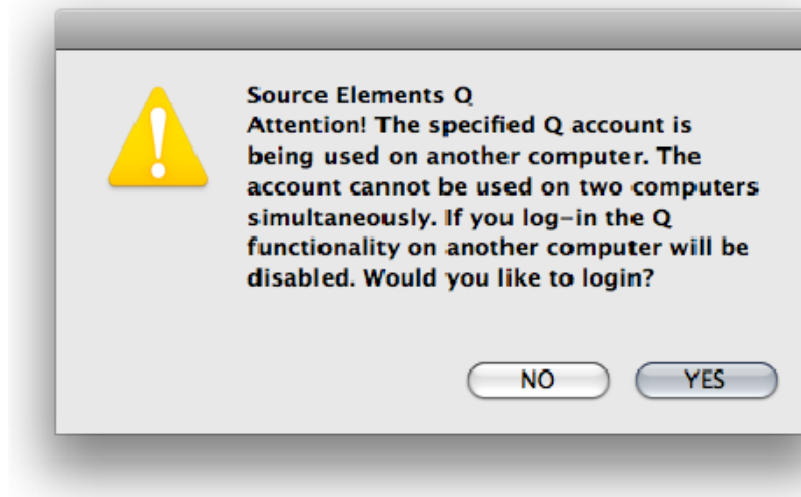 Source Elements Q
Attention! The specified Q account is
being used on another computer. The
account cannot be used on two computers
simultaneously. If you log-in the Q
functionality on another computer will be
disabled. Would you like to login?
NO YES